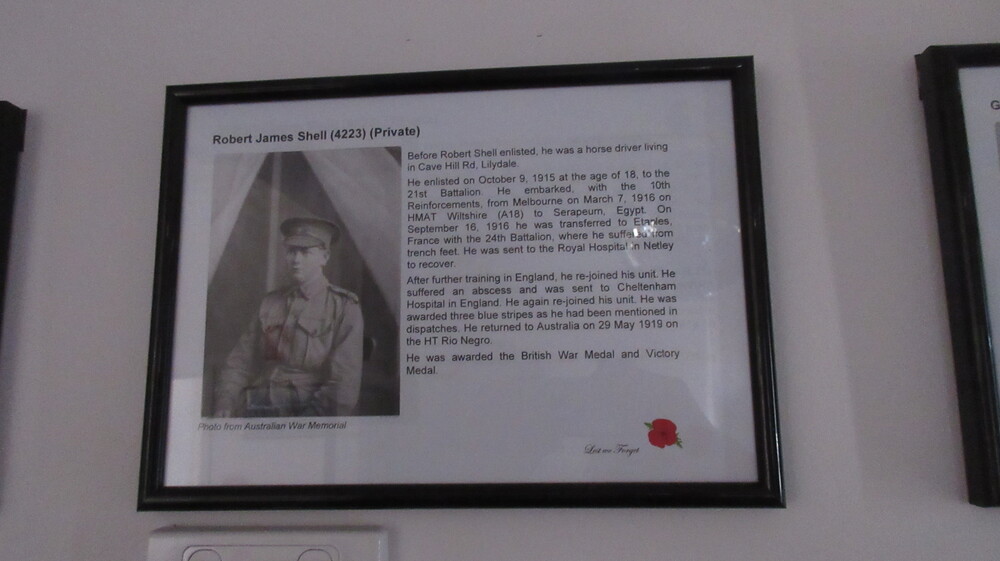 Robert James Shell (4223) (Private)
Before Robert Shell enlisted, he was a horse driver living
in Cave Hill Rd, Lilydale.
He enlisted on October 9, 1915 at the age of 18, to the
21st Battalion. He embarked, with the 10th
Reinforcements, from Melbourne on March 7, 1916 on
HMAT Wiltshire (A18) to Serapeum, Egypt. On
September 16, 1916 he was transferred to Etaples,
France with the 24th Battalion, where he suffered from
trench feet. He was sent to the Royal Hospital in Netley
to recover.
After further training in England, he re-joined his unit. He
suffered an abscess and was sent to Cheltenham
Hospital in England. He again re-joined his unit. He was
awarded three blue stripes as he had been mentioned in
dispatches. He returned to Australia on 29 May 1919 on
the HT Rio Negro.
He was awarded the British War Medal and Victory
Medal.
Photo from Australian War Memorial
Lest we Forget
G